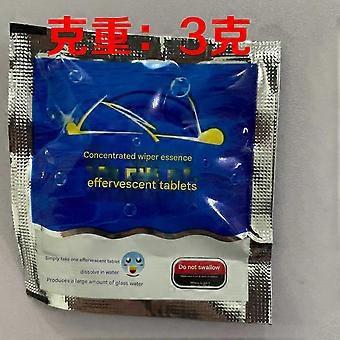 克重：3克
Concentrated wiper essence
effervescent tablets
Simply take one effervescent tablet
dissolve in water
Produces a large amount of glass water
Do not swallow